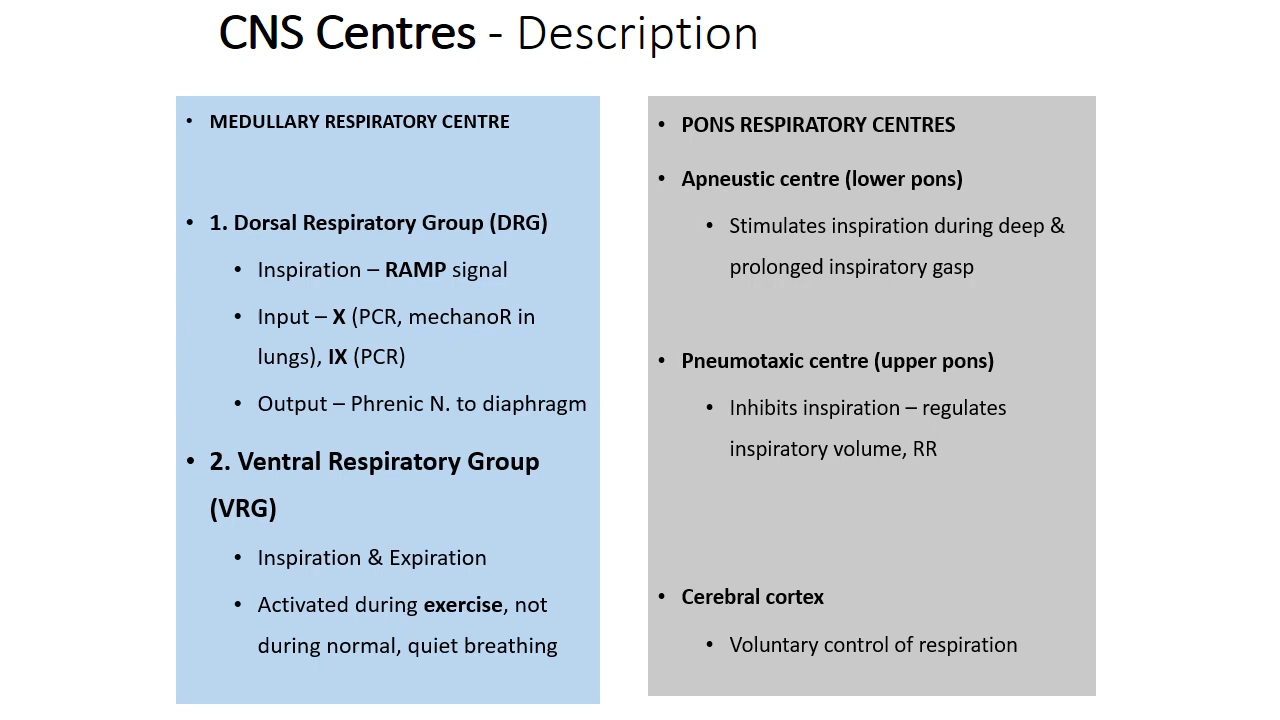 CNS Centres - Description
• MEDULLARY RESPIRATORY CENTRE
• 1. Dorsal Respiratory Group (DRG)
• Inspiration – RAMP signal
• Input – X (PCR, mechanoR in
lungs), IX (PCR)
• Output – Phrenic N. to diaphragm
• 2. Ventral Respiratory Group
(VRG)
• Inspiration & Expiration
• Activated during exercise, not
during normal, quiet breathing
• PONS RESPIRATORY CENTRES
• Apneustic centre (lower pons)
• Stimulates inspiration during deep &
prolonged inspiratory gasp
• Pneumotaxic centre (upper pons)
• Inhibits inspiration – regulates
inspiratory volume, RR
• Cerebral cortex
• Voluntary control of respiration